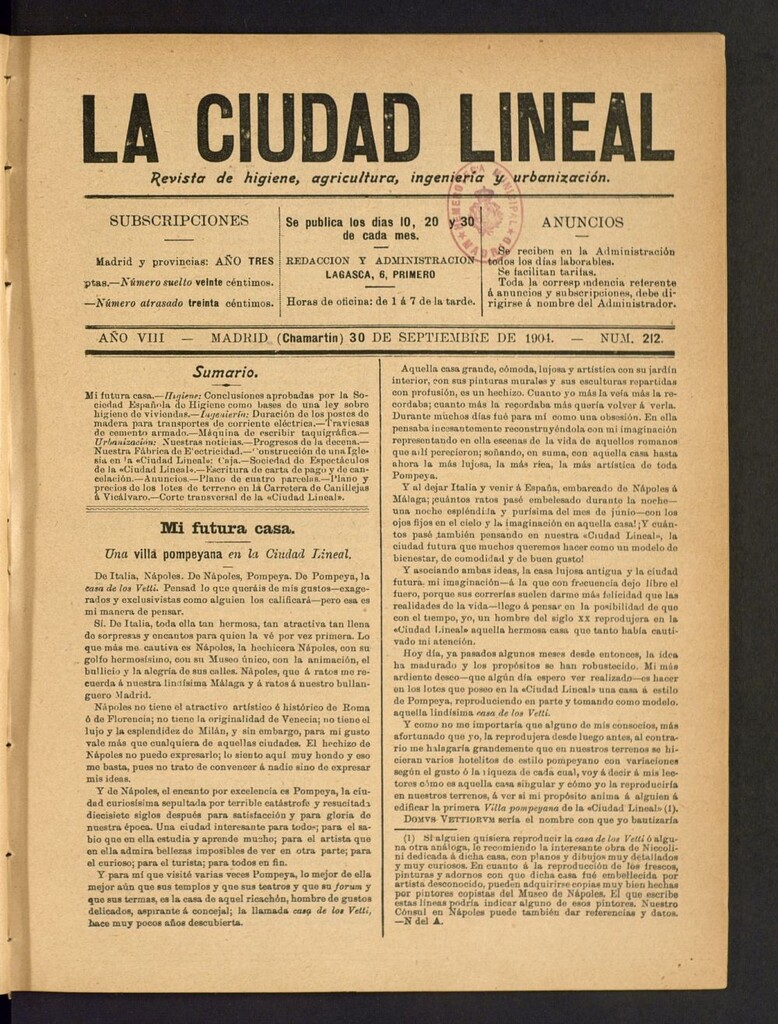 LA CIUDAD LINEAL
Revista de higiene, agricultura, ingeniería y urbanización.
SUBSCRIPCIONES
Madrid y provincias: AÑO TRES
ptas.—Número suelto veinte céntimos.
—Número atrasado treinta céntimos.
Se publica los días 10, 20 y 30
de cada mes.
REDACCION Y ADMINISTRACION
LAGASCA, 6, PRIMERO
Horas de oficina: de 1 á 7 de la tarde.
ANUNCIOS
Se reciben en la Administración
todos los días laborables.
Se facilitan tarifas.
Toda la correspondencia referente
á anuncios y subscripciones, debe di-
rigirse á nombre del Administrador.
HEMEROTECA MUNICIPAL
MADRID
AÑO VIII — MADRID (Chamartin) 30 DE SEPTIEMBRE DE 1904. — NUM. 212.
Sumario.
Mi futura casa.—Higiene: Conclusiones aprobadas por la So-
ciedad Española de Higiene como bases de una ley sobre
higiene de viviendas.—Ingeniería: Duración de los postes de
madera para transportes de corriente eléctrica.—Traviesas
de cemento armado.—Máquina de escribir taquigráfica.—
Urbanización: Nuestras noticias.—Progresos de la decena.—
Nuestra Fábrica de Electricidad.—Construcción de una Igle-
sia en la «Ciudad Lineal: Caja.—Sociedad de Espectáculos
de la «Ciudad Lineal».—Escritura de carta de pago y de can-
celación.—Anuncios.—Plano de cuatro parcelas.—Plano y
precios de los lotes de terreno en la Carretera de Canillejas
á Vicálvaro.—Corte transversal de la «Ciudad Lineal».
Mi futura casa.
Una villa pompeyana en la Ciudad Lineal.
De Italia, Nápoles. De Nápoles, Pompeya. De Pompeya, la
casa de los Vetti. Pensad lo que queráis de mis gustos—exage-
rados y exclusivistas como alguien los calificará—pero esa es
mi manera de pensar.
Sí. De Italia, toda ella tan hermosa, tan atractiva tan llena
de sorpresas y encantos para quien la vé por vez primera. Lo
que más me cautiva es Nápoles, la hechicera Nápoles, con su
golfo hermosísimo, con su Museo único, con la animación, el
bullicio y la alegría de sus calles. Nápoles, que á ratos me re-
cuerda á nuestra lindísima Málaga y á ratos á nuestro bullan-
guero Madrid.
Nápoles no tiene el atractivo artístico é histórico de Roma
ó de Florencia; no tiene la originalidad de Venecia; no tiene el
lujo y la esplendidez de Milán, y sin embargo, para mi gusto
vale más que cualquiera de aquellas ciudades. El hechizo de
Nápoles no puedo expresarlo; lo siento aquí muy hondo y eso
me basta, pues no trato de convencer á nadie sino de expresar
mis ideas.
Y de Nápoles, el encanto por excelencia es Pompeya, la ciu-
dad curiosísima sepultada por terrible catástrofe y resucitada
diecisiete siglos después para satisfacción y para gloria de
nuestra época. Una ciudad interesante para todos; para el sa-
bio que en ella estudia y aprende mucho; para el artista que
en ella admira bellezas imposibles de ver en otra parte; para
el curioso; para el turista; para todos en fin.
Y para mí que visité varias veces Pompeya, lo mejor de ella
mejor aún que sus templos y que sus teatros y que su forum y
que sus termas, es la casa de aquel ricachón, hombre de gustos
delicados, aspirante á concejal; la llamada casa de los Vetti,
hace muy pocos años descubierta.
Aquella casa grande, cómoda, lujosa y artística con su jardín
interior, con sus pinturas murales y sus esculturas repartidas
con profusión, es un hechizo. Cuanto yo más la veía más la re-
cordaba; cuanto más la recordaba más quería volver á verla.
Durante muchos días fué para mí como una obsesión. En ella
pensaba incesantemente reconstruyéndola con mi imaginación
representando en ella escenas de la vida de aquellos romanos
que allí perecieron; soñando, en suma, con aquella casa hasta
ahora la más lujosa, la más rica, la más artística de toda
Pompeya.
Y al dejar Italia y venir á España, embarcado de Nápoles á
Málaga; ¡cuántos ratos pasé embelesado durante la noche—
una noche espléndida y purísima del mes de junio—con los
ojos fijos en el cielo y la imaginación en aquella casa! ¡Y cuán-
tos pasé también pensando en nuestra «Ciudad Lineal», la
ciudad futura que muchos queremos hacer como un modelo de
bienestar, de comodidad y de buen gusto!
Y asociando ambas ideas, la casa lujosa antigua y la ciudad
futura, mi imaginación—á la que con frecuencia dejo libre el
fuero, porque sus correrías suelen darme más felicidad que las
realidades de la vida—llegó á pensar en la posibilidad de que
con el tiempo, yo, un hombre del siglo XX reprodujera en la
«Ciudad Lineal» aquella hermosa casa que tanto había cauti-
vado mi atención.
Hoy día, ya pasados algunos meses desde entonces, la idea
ha madurado y los propósitos se han robustecido. Mi más
ardiente deseo—que algún día espero ver realizado—es hacer
en los lotes que poseo en la «Ciudad Lineal» una casa á estilo
de Pompeya, reproduciendo en parte y tomando como modelo.
aquella lindísima casa de los Vetti.
Y como no me importaría que alguno de mis consocios, más
afortunado que yo, la reprodujera desde luego antes, al contra-
rio me halagaría grandemente que en nuestros terrenos se hi-
cieran varios hotelitos de estilo pompeyano con variaciones
según el gusto ó la riqueza de cada cual, voy á decir á mis lec-
tores cómo es aquella casa singular y cómo yo la reproduciría
en nuestros terrenos, á ver si mi propósito anima á alguien á
edificar la primera Villa pompeyana de la «Ciudad Lineal» (1).
DOMVS VETTIORVM sería el nombre con que yo bautizaría
(1) Si alguien quisiera reproducir la casa de los Vetti ó algu-
na otra análoga, le recomiendo la interesante obra de Niccoli-
ni dedicada á dicha casa, con planos y dibujos muy detallados
y muy curiosos. En cuanto á la reproducción de los frescos,
pinturas y adornos con que dicha casa fué embellecida por
artista desconocido, pueden adquirirse copias muy bien hechas
por pintores copistas del Museo de Nápoles. El que escribe
estas líneas podría indicar alguno de esos pintores. Nuestro
Cónsul en Nápoles puede también dar referencias y datos.
—N del A.